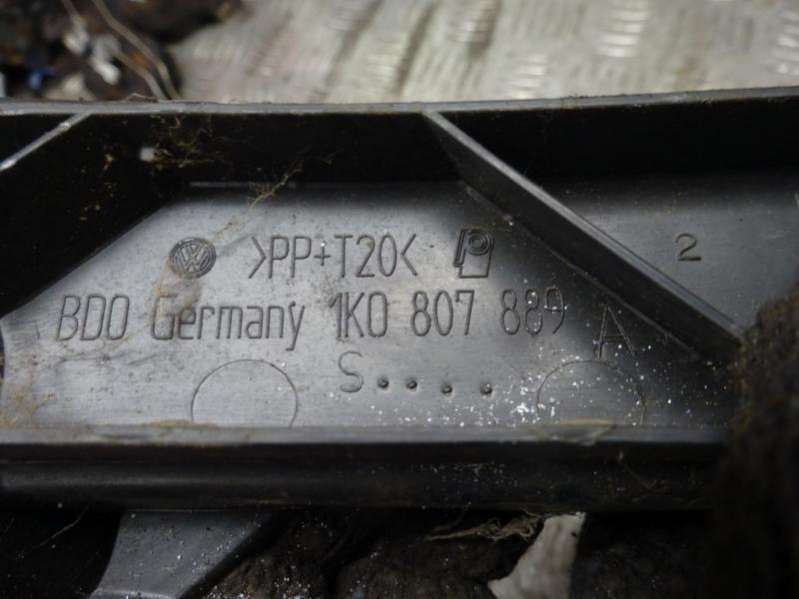 >PP+T20<
2
BDO Germany 1K0 807 889 A
S....